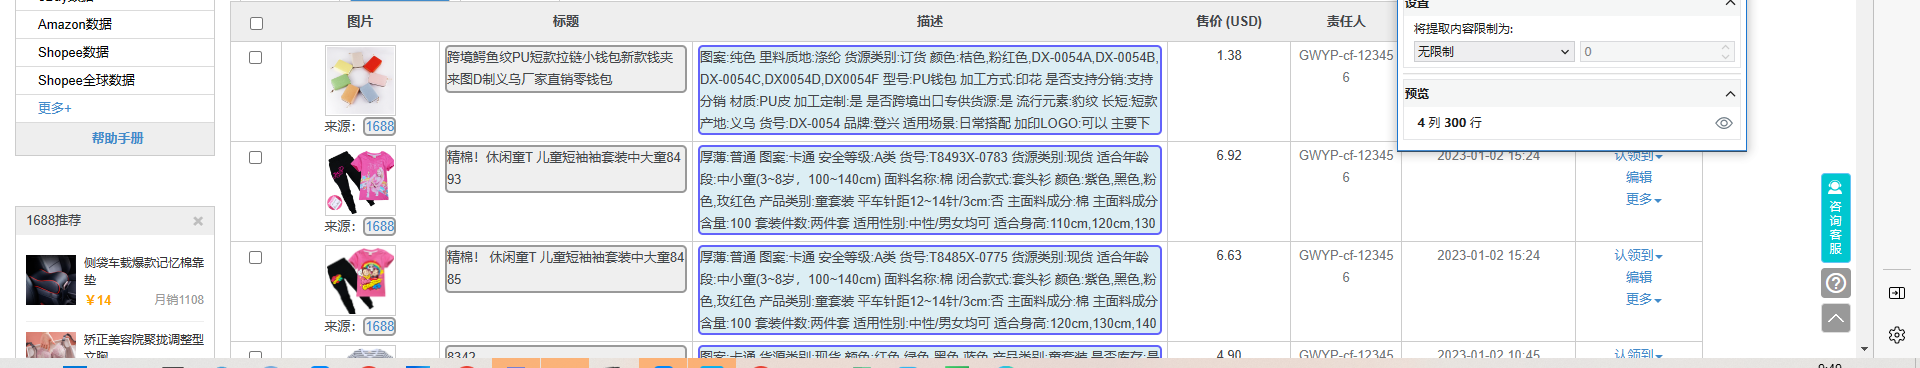 Amazon数据
Shopee数据
Shopee全球数据
更多+
帮助手册
1688推荐
侧袋车载爆款记忆棉靠
垫
￥14 月销1108
矫正美容院聚拢调整型
图片 标题 描述 售价 (USD) 责任人
来源：1688
跨境鳄鱼纹PU短款拉链小钱包新款钱夹
来图D制义乌厂家直销零钱包
图案:纯色 里料质地:涤纶 货源类别:订货 颜色:桔色,粉红色,DX-0054A,DX-0054B,
DX-0054C,DX0054D,DX0054F 型号:PU钱包 加工方式:印花 是否支持分销:支持
分销 材质:PU皮 加工定制:是 是否跨境出口专供货源:是 流行元素:豹纹 长短:短款
产地:义乌 货号:DX-0054 品牌:登兴 适用场景:日常搭配 加印LOGO:可以 主要下
1.38
GWYP-cf-12345
6
来源：1688
精棉！休闲童T 儿童短袖袖套装中大童84
93
厚薄:普通 图案:卡通 安全等级:A类 货号:T8493X-0783 货源类别:现货 适合年龄
段:中小童(3~8岁，100~140cm) 面料名称:棉 闭合款式:套头衫 颜色:紫色,黑色,粉
色,玫红色 产品类别:童套装 平车针距12~14针/3cm:否 主面料成分:棉 主面料成分
含量:100 套装件数:两件套 适用性别:中性/男女均可 适合身高:110cm,120cm,130
6.92
GWYP-cf-12345
6
2023-01-02 15:24
认领到
编辑
更多
来源：1688
精棉！ 休闲童T 儿童短袖袖套装中大童84
85
厚薄:普通 图案:卡通 安全等级:A类 货号:T8485X-0775 货源类别:现货 适合年龄
段:中小童(3~8岁，100~140cm) 面料名称:棉 闭合款式:套头衫 颜色:紫色,黑色,粉
色,玫红色 产品类别:童套装 平车针距12~14针/3cm:否 主面料成分:棉 主面料成分
含量:100 套装件数:两件套 适用性别:中性/男女均可 适合身高:120cm,130cm,140
6.63
GWYP-cf-12345
6
2023-01-02 15:24
认领到
编辑
更多
8342
图案:卡通 货源类别:现货 颜色:红色,绿色,黑色,蓝色 产品类别:童套装 是否库存:是
4.90
GWYP-cf-12345
2023-01-02 10:45
认领到
设置
将提取内容限制为:
无限制 0
预览
4 列 300 行
咨
询
客
服